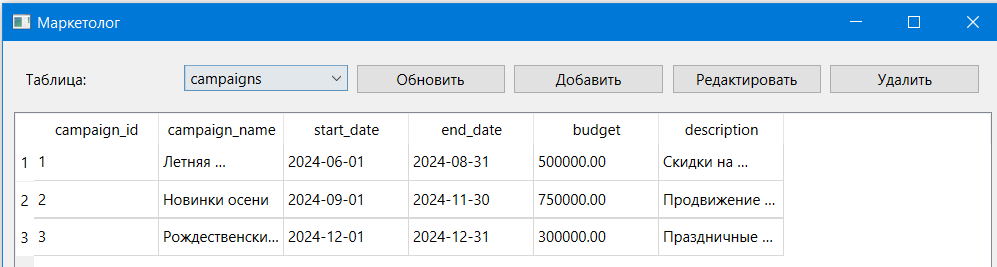 Маркетолог
Таблица: campaigns Обновить Добавить Редактировать Удалить
campaign_id campaign_name start_date end_date budget description
1 1 Летняя ... 2024-06-01 2024-08-31 500000.00 Скидки на ...
2 2 Новинки осени 2024-09-01 2024-11-30 750000.00 Продвижение ...
3 3 Рождественски... 2024-12-01 2024-12-31 300000.00 Праздничные ...